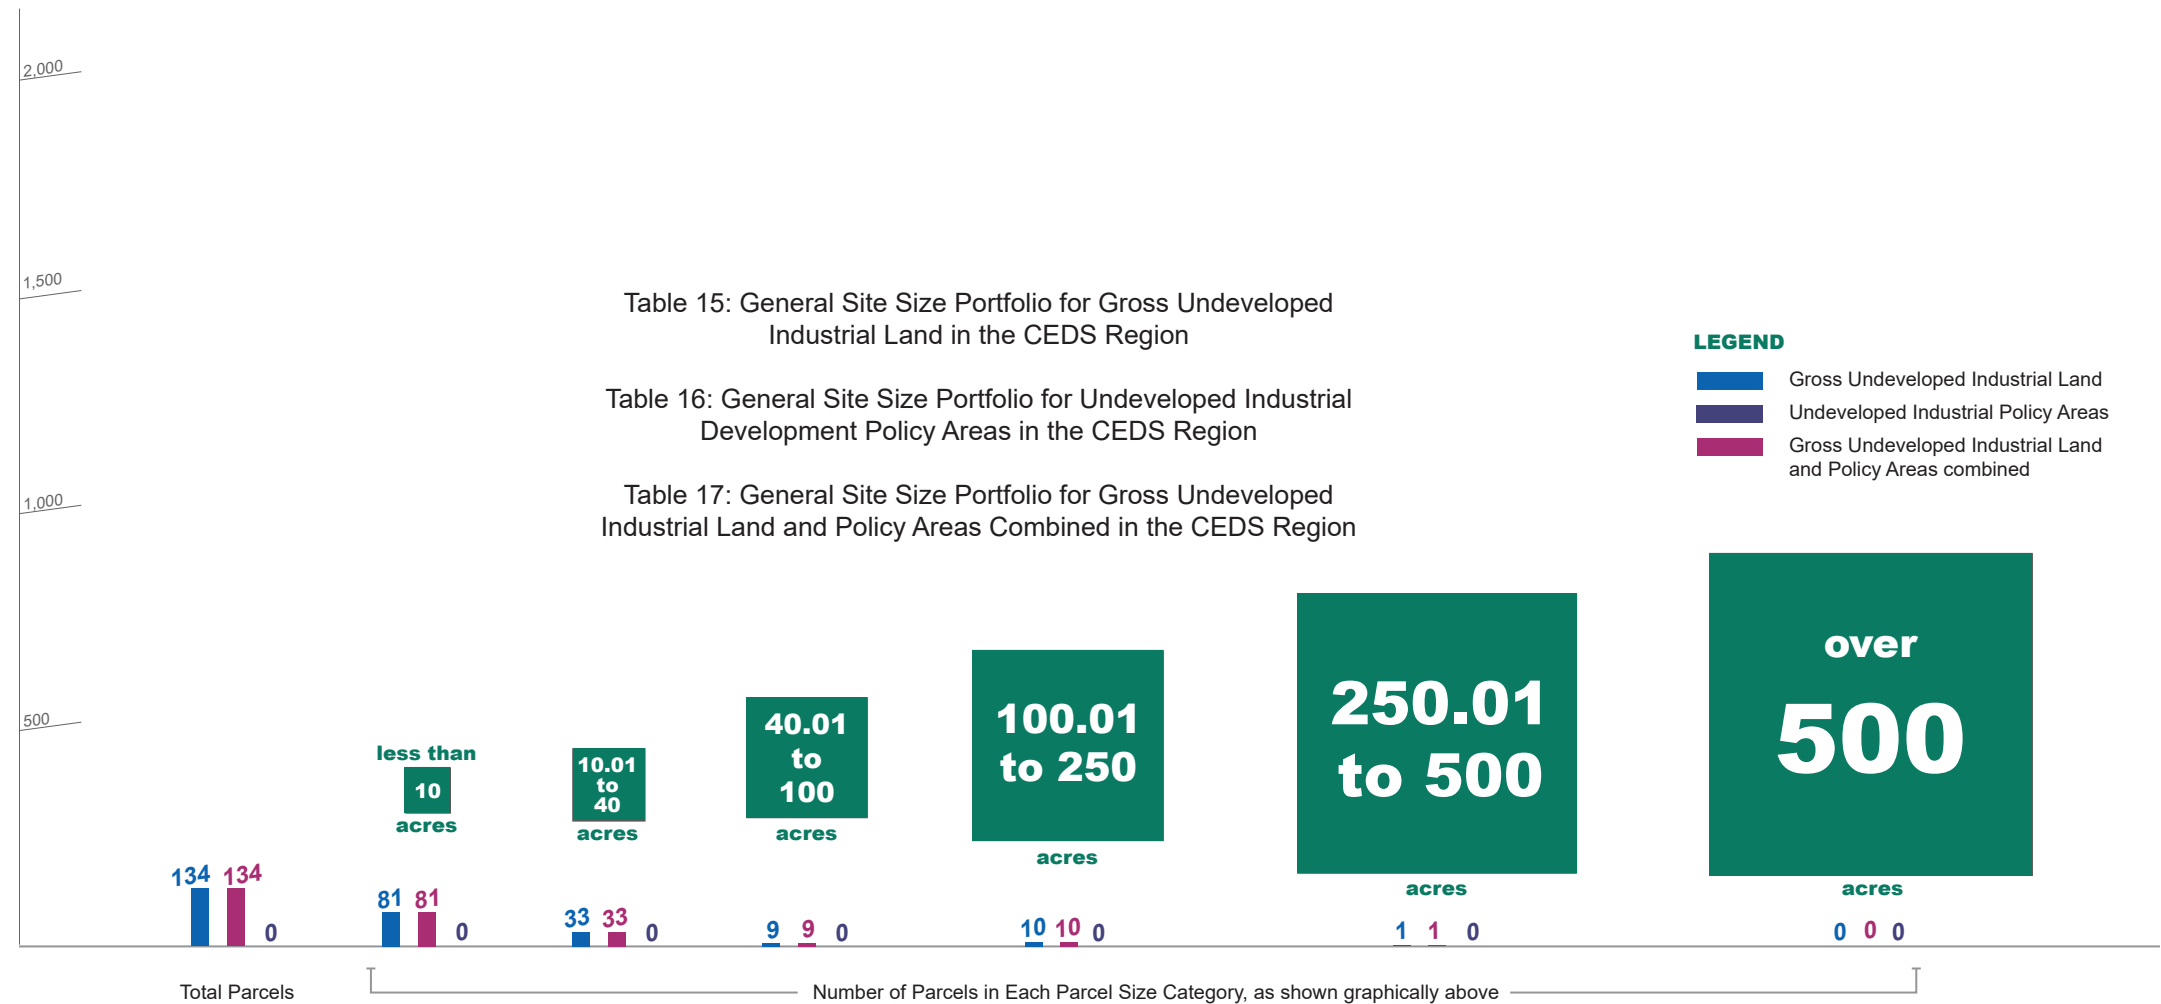 2,000
1,500
1,000
500
Table 15: General Site Size Portfolio for Gross Undeveloped
Industrial Land in the CEDS Region
Table 16: General Site Size Portfolio for Undeveloped Industrial
Development Policy Areas in the CEDS Region
Table 17: General Site Size Portfolio for Gross Undeveloped
Industrial Land and Policy Areas Combined in the CEDS Region
LEGEND
Gross Undeveloped Industrial Land
Undeveloped Industrial Policy Areas
Gross Undeveloped Industrial Land
and Policy Areas combined
less than
10
acres
10.01
to
40
acres
40.01
to
100
acres
100.01
to 250
acres
250.01
to 500
acres
over
500
acres
134 134 0
81 81 0
33 33 0
9 9 0
10 10 0
1 1 0
0 0 0
Total Parcels
Number of Parcels in Each Parcel Size Category, as shown graphically above